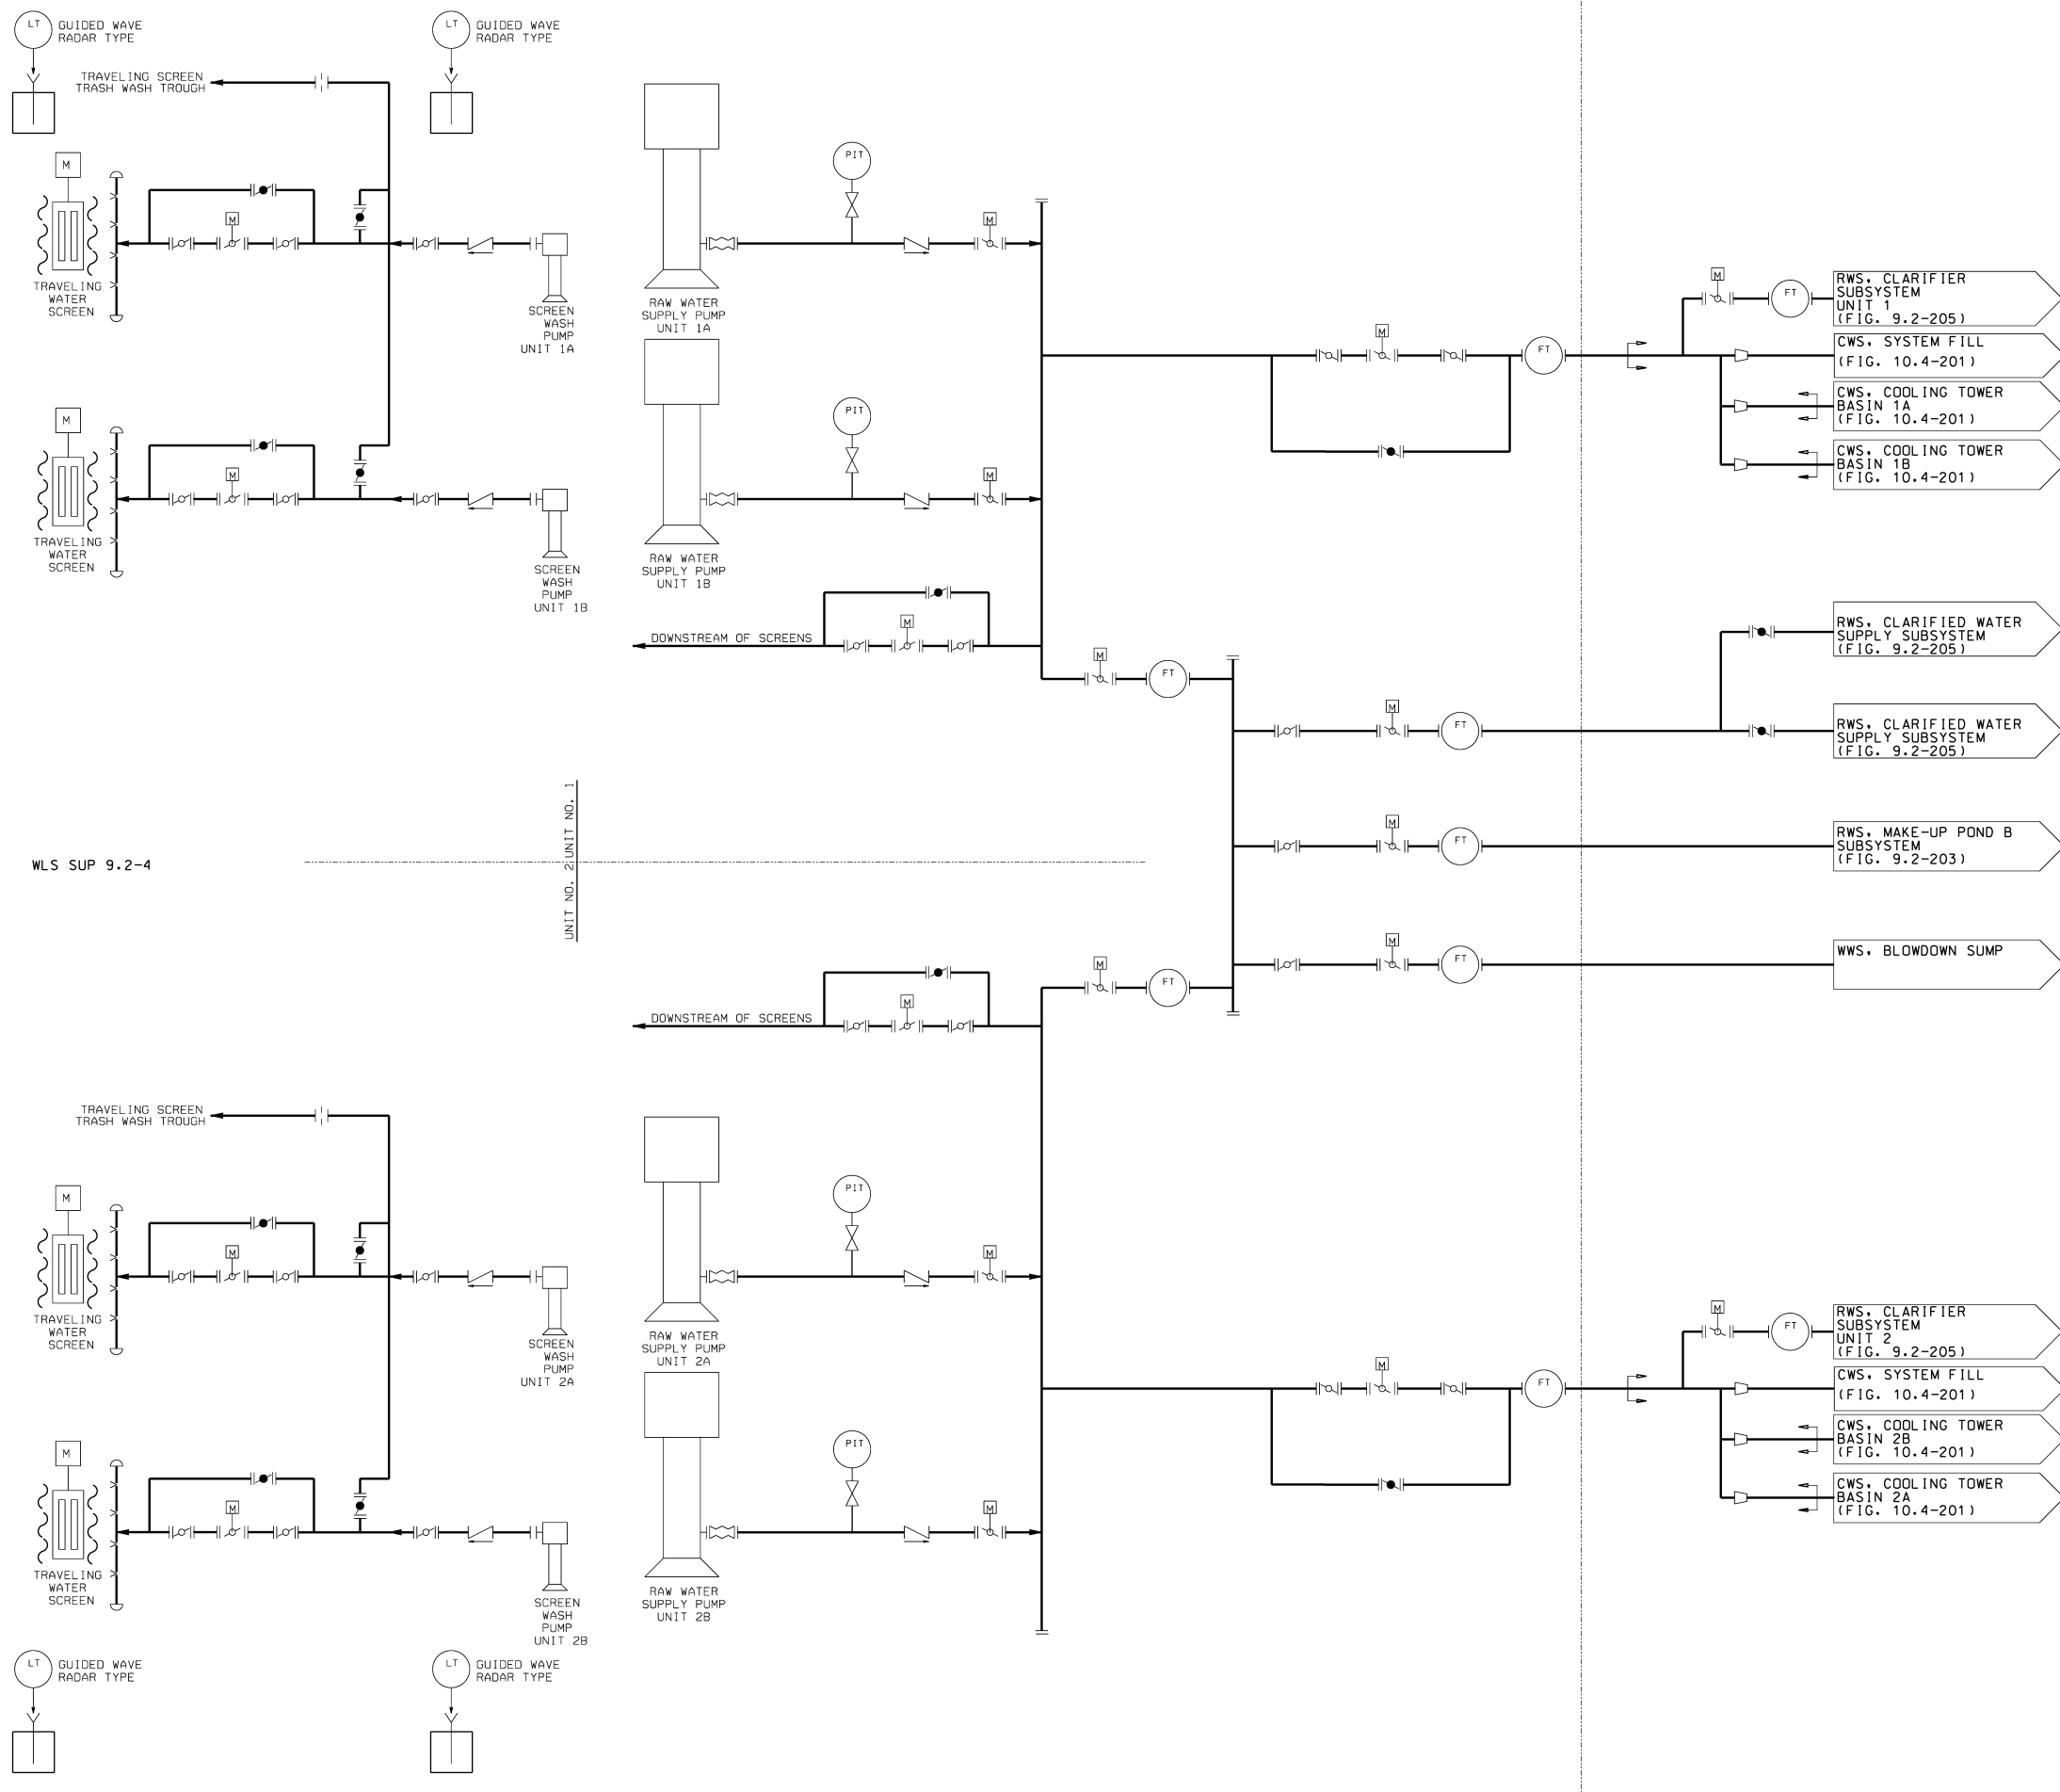 LT
GUIDED WAVE
RADAR TYPE
LT
GUIDED WAVE
RADAR TYPE
TRAVELING SCREEN
TRASH WASH TROUGH
M
M
TRAVELING
WATER
SCREEN
SCREEN
WASH
PUMP
UNIT 1A
RAW WATER
SUPPLY PUMP
UNIT 1A
PIT
M
M
M
TRAVELING
WATER
SCREEN
SCREEN
WASH
PUMP
UNIT 1B
RAW WATER
SUPPLY PUMP
UNIT 1B
PIT
M
M
FT
M
FT
RWS, CLARIFIER
SUBSYSTEM
UNIT 1
(FIG. 9.2-205)
CWS, SYSTEM FILL
(FIG. 10.4-201)
CWS, COOLING TOWER
BASIN 1A
(FIG. 10.4-201)
CWS, COOLING TOWER
BASIN 1B
(FIG. 10.4-201)
DOWNSTREAM OF SCREENS
M
M
FT
M
FT
RWS, CLARIFIED WATER
SUPPLY SUBSYSTEM
(FIG. 9.2-205)
RWS, CLARIFIED WATER
SUPPLY SUBSYSTEM
(FIG. 9.2-205)
M
FT
RWS, MAKE-UP POND B
SUBSYSTEM
(FIG. 9.2-203)
WLS SUP 9.2-4
UNIT NO. 1
UNIT NO. 2
M
FT
WWS, BLOWDOWN SUMP
DOWNSTREAM OF SCREENS
M
M
FT
TRAVELING SCREEN
TRASH WASH TROUGH
M
M
TRAVELING
WATER
SCREEN
SCREEN
WASH
PUMP
UNIT 2A
RAW WATER
SUPPLY PUMP
UNIT 2A
PIT
M
M
M
TRAVELING
WATER
SCREEN
SCREEN
WASH
PUMP
UNIT 2B
RAW WATER
SUPPLY PUMP
UNIT 2B
PIT
M
M
FT
M
FT
RWS, CLARIFIER
SUBSYSTEM
UNIT 2
(FIG. 9.2-205)
CWS, SYSTEM FILL
(FIG. 10.4-201)
CWS, COOLING TOWER
BASIN 2B
(FIG. 10.4-201)
CWS, COOLING TOWER
BASIN 2A
(FIG. 10.4-201)
LT
GUIDED WAVE
RADAR TYPE
LT
GUIDED WAVE
RADAR TYPE